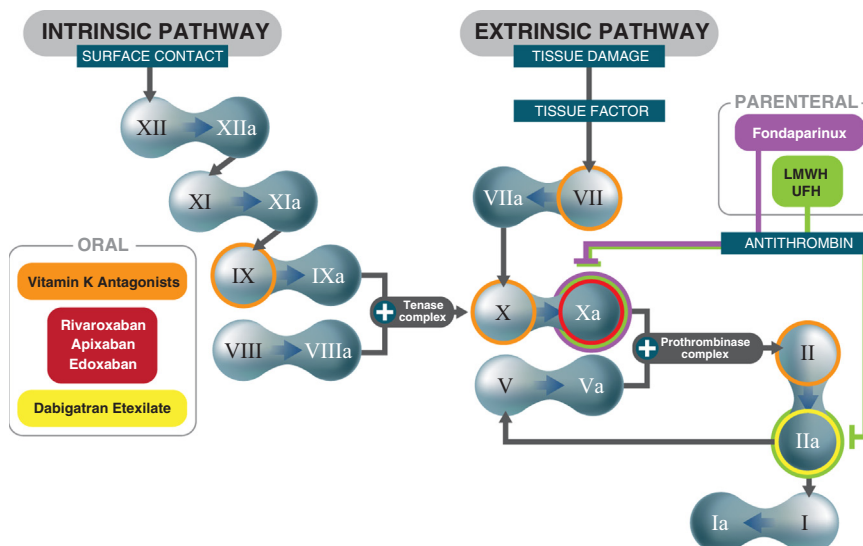 INTRINSIC PATHWAY
SURFACE CONTACT
XII
XIIa
XI
XIa
IX
IXa
VIII
VIIIa
Tenase
complex
EXTRINSIC PATHWAY
TISSUE DAMAGE
TISSUE FACTOR
VIIa
VII
X
Xa
V
Va
Prothrombinase
complex
II
IIa
Ia
I
PARENTERAL
Fondaparinux
LMWH
UFH
ANTITHROMBIN
ORAL
Vitamin K Antagonists
Rivaroxaban
Apixaban
Edoxaban
Dabigatran Etexilate